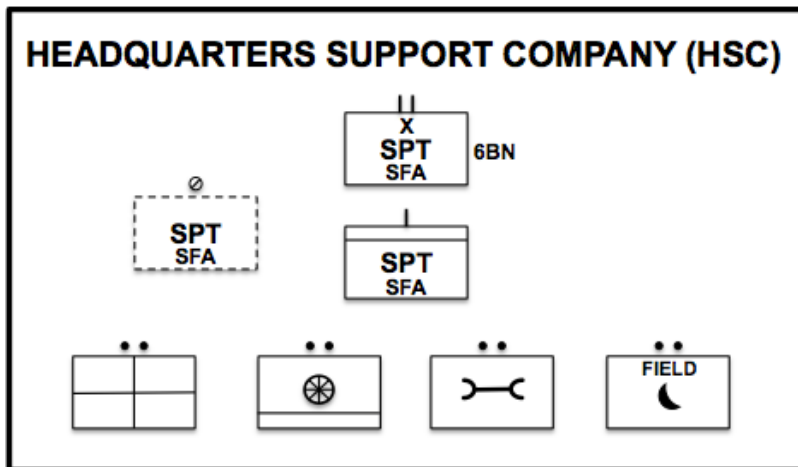 HEADQUARTERS SUPPORT COMPANY (HSC)
X
SPT
SFA
6BN
SPT
SFA
SPT
SFA
FIELD